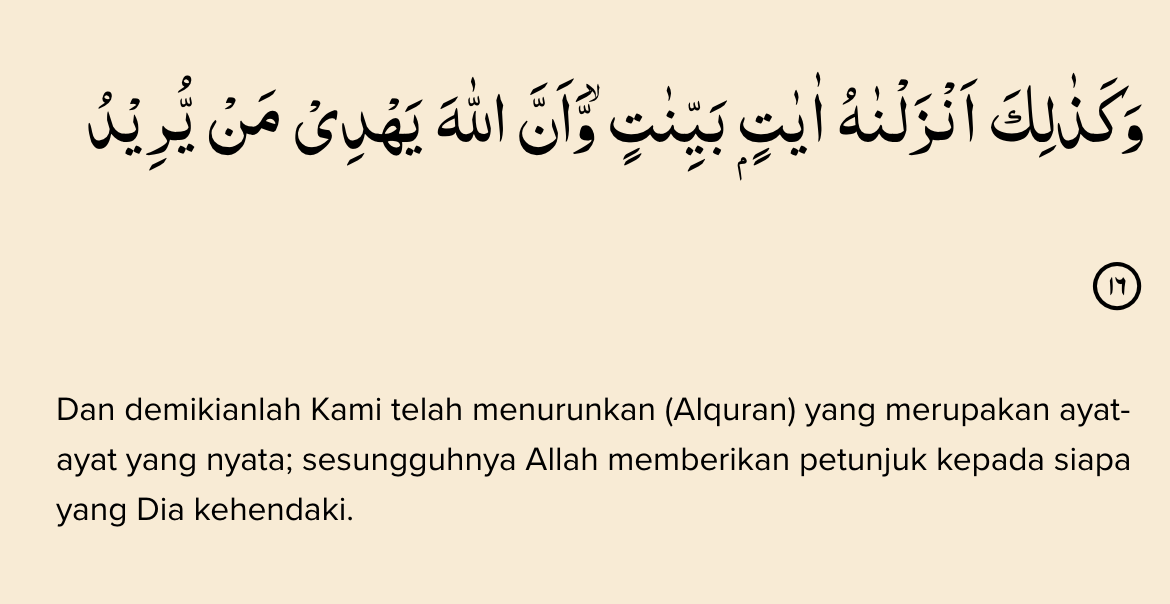 وَكَذٰلِكَ اَنْزَلْنٰهُ اٰيٰتٍۢ بَيِّنٰتٍۙ وَّاَنَّ اللّٰهَ يَهْدِيْ مَنْ يُّرِيْدُ
١٦
Dan demikianlah Kami telah menurunkan (Alquran) yang merupakan ayat-
ayat yang nyata; sesungguhnya Allah memberikan petunjuk kepada siapa
yang Dia kehendaki.